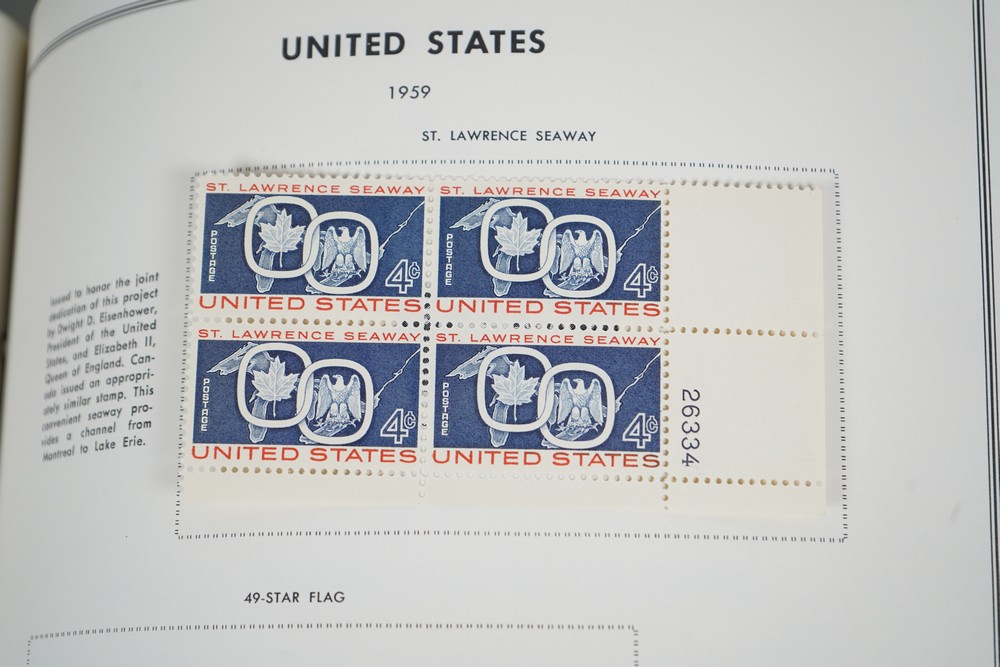 UNITED STATES
1959
ST. LAWRENCE SEAWAY
ST. LAWRENCE SEAWAY
POSTAGE
4¢
UNITED STATES
ST. LAWRENCE SEAWAY
POSTAGE
4¢
UNITED STATES
ST. LAWRENCE SEAWAY
POSTAGE
4¢
UNITED STATES
ST. LAWRENCE SEAWAY
POSTAGE
4¢
UNITED STATES
26334
Issued to honor the joint
dedication of this project
by Dwight D. Eisenhower,
President of the United
States, and Elizabeth II,
Queen of England. Can-
ada issued an appropri-
ately similar stamp. This
convenient seaway pro-
vides a channel from
Montreal to Lake Erie.
49-STAR FLAG